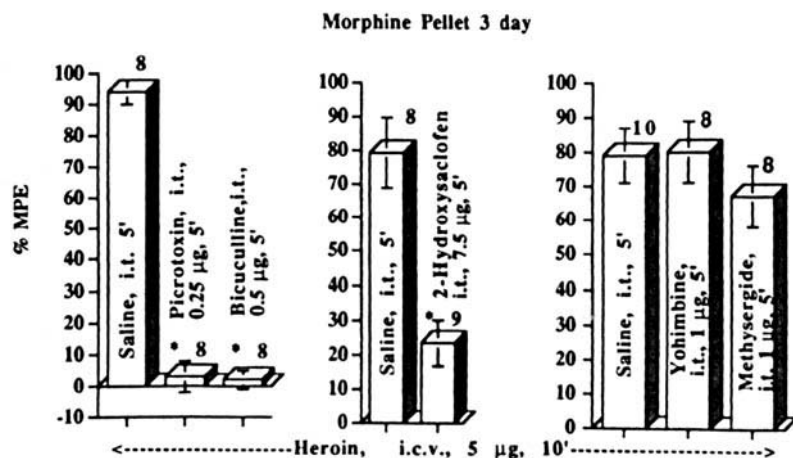 Morphine Pellet 3 day
% MPE
100
90
80
70
60
50
40
30
20
10
0
-10
8
Saline, i.t. 5'
Picrotoxin, i.t.,
0.25 µg, 5'
* 8
Bicuculline,i.t.,
0.5 µg, 5'
* 8
100
90
80
70
60
50
40
30
20
10
0
8
Saline, i.t., 5'
2-Hydroxysaclofen
i.t., 7.5 µg, 5'
* 9
100
90
80
70
60
50
40
30
20
10
0
10
Saline, i.t., 5'
8
Yohimbine,
i.t., 1 µg, 5'
8
Methysergide,
i.t, 1 µg, 5'
<----------------------Heroin, i.c.v., 5 µg, 10'------------------------>